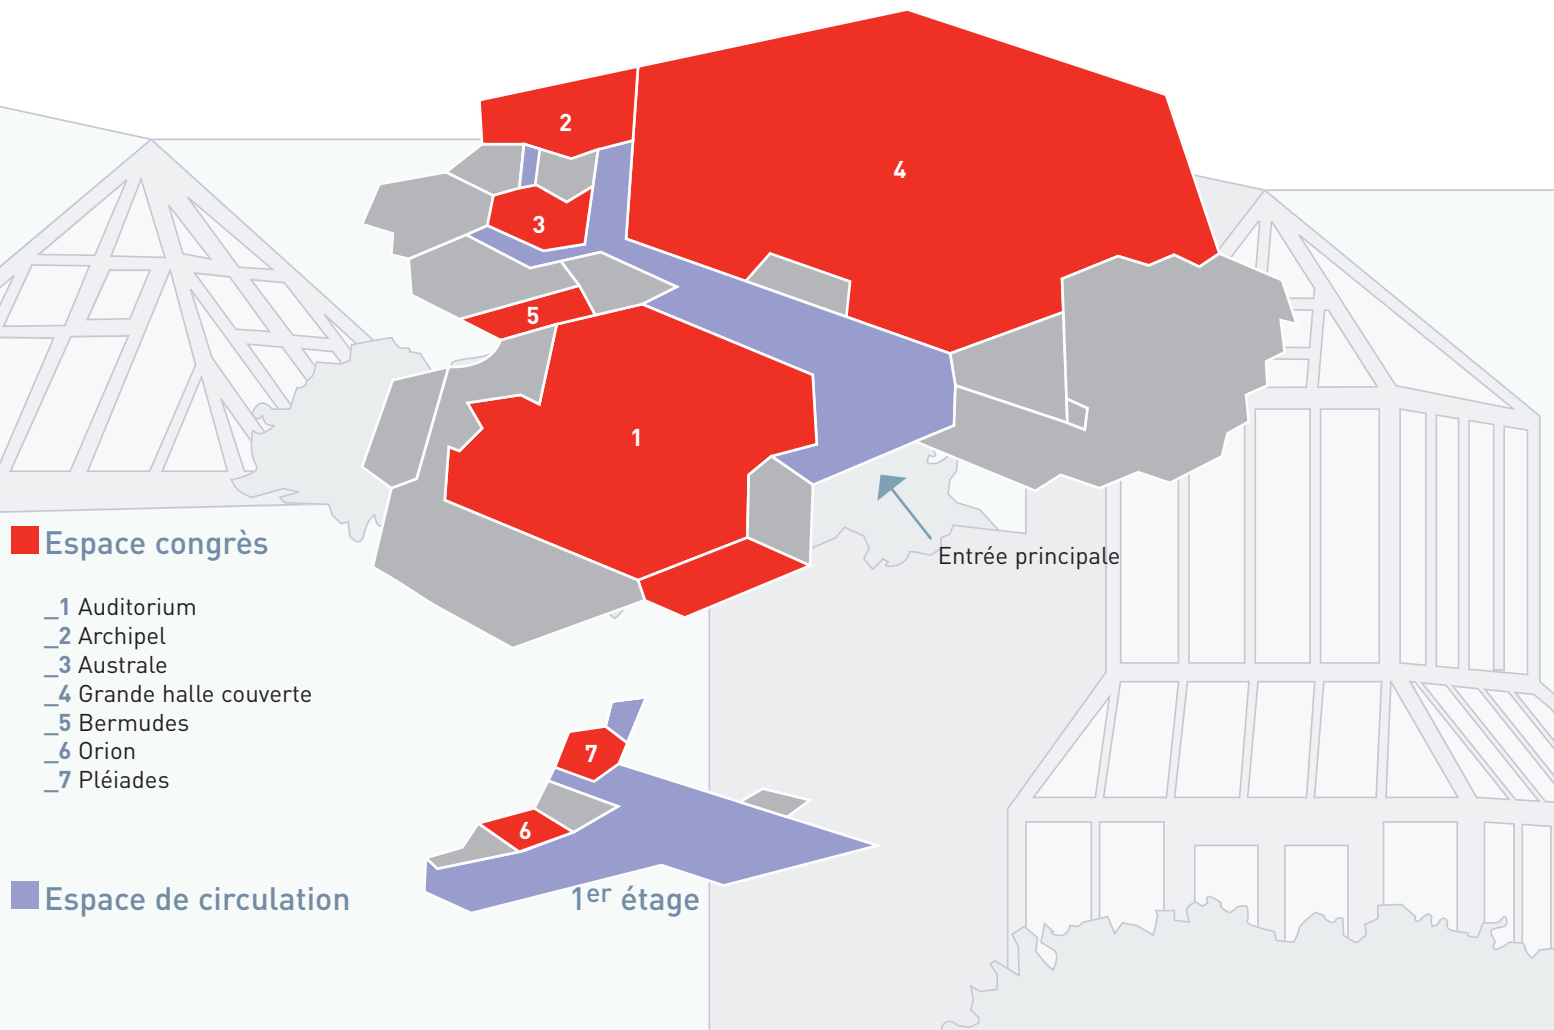 2
4
3
5
1
Entrée principale
Espace congrès
_1 Auditorium
_2 Archipel
_3 Australe
_4 Grande halle couverte
_5 Bermudes
_6 Orion
_7 Pléiades
7
6
Espace de circulation
1er étage